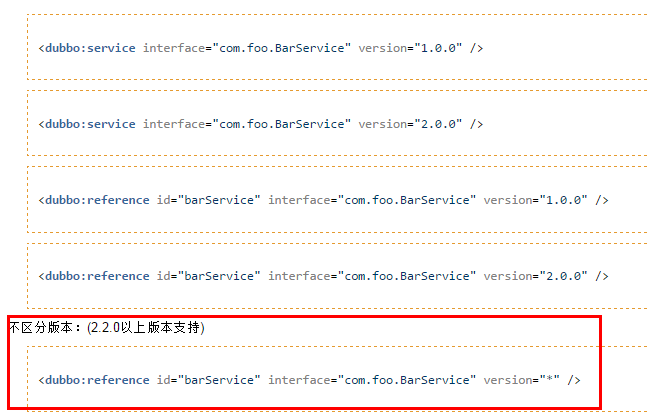 <dubbo:service interface="com.foo.BarService" version="1.0.0" />
<dubbo:service interface="com.foo.BarService" version="2.0.0" />
<dubbo:reference id="barService" interface="com.foo.BarService" version="1.0.0" />
<dubbo:reference id="barService" interface="com.foo.BarService" version="2.0.0" />
不区分版本：(2.2.0以上版本支持)
<dubbo:reference id="barService" interface="com.foo.BarService" version="*" />